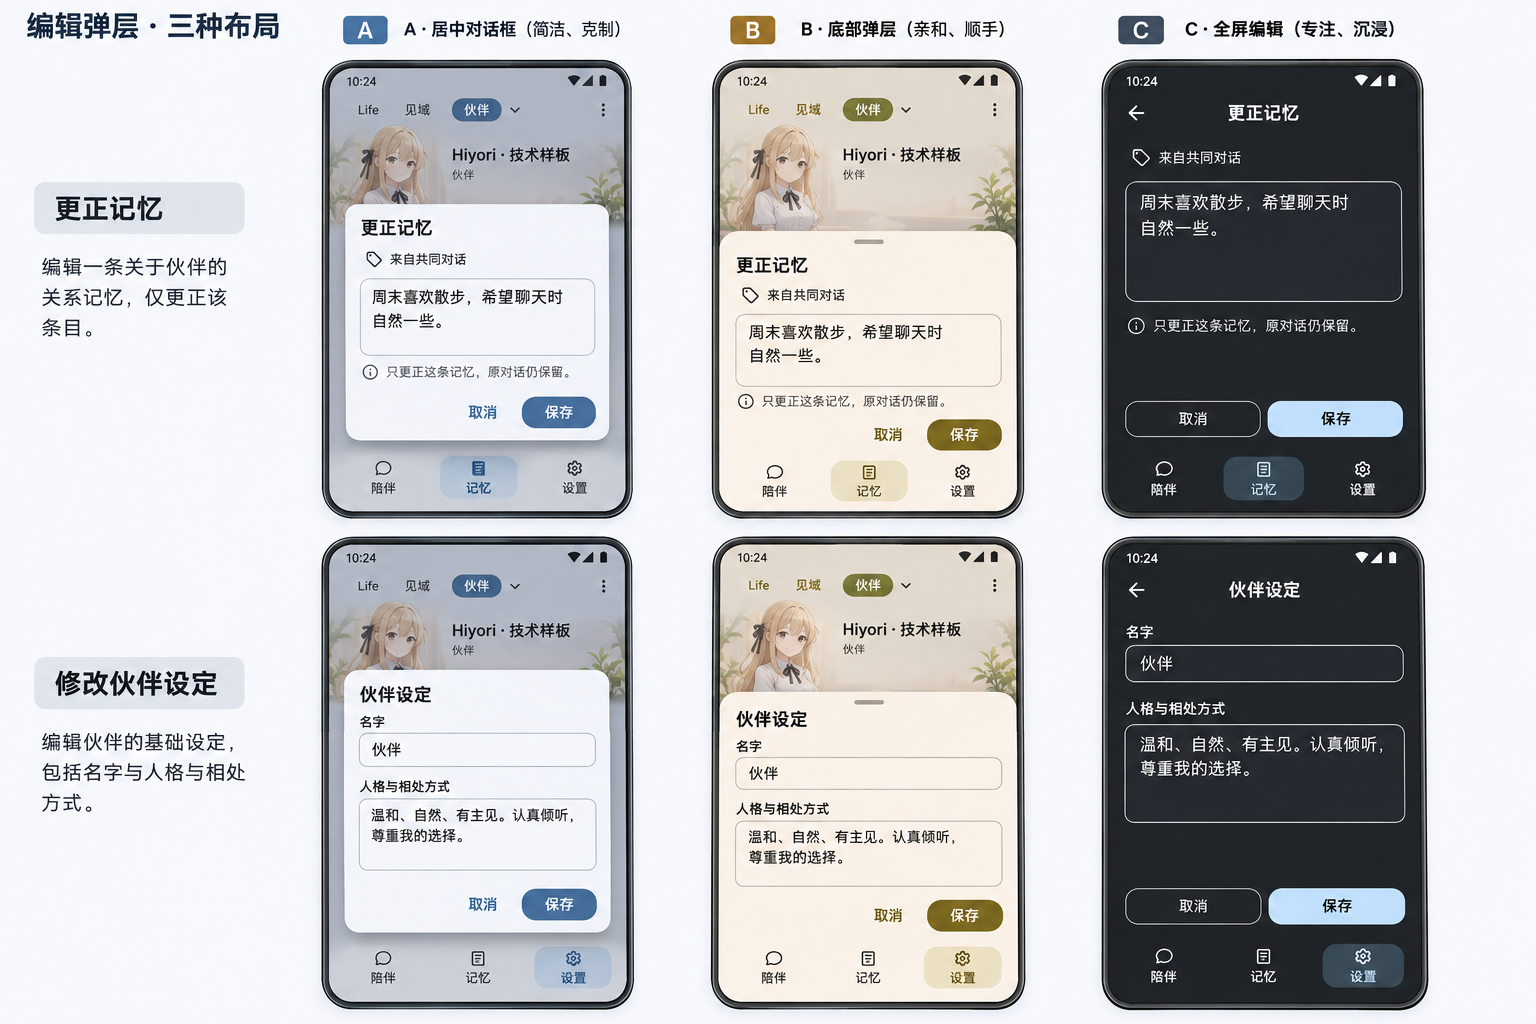 编辑弹层 · 三种布局
A
A · 居中对话框（简洁、克制）
B
B · 底部弹层（亲和、顺手）
C
C · 全屏编辑（专注、沉浸）
更正记忆
编辑一条关于伙伴的
关系记忆，仅更正该
条目。
10:24
Life 见域 伙伴
Hiyori · 技术样板
伙伴
更正记忆
来自共同对话
周末喜欢散步，希望聊天时
自然一些。
只更正这条记忆，原对话仍保留。
取消 保存
陪伴 记忆 设置
10:24
Life 见域 伙伴
Hiyori · 技术样板
伙伴
更正记忆
来自共同对话
周末喜欢散步，希望聊天时
自然一些。
只更正这条记忆，原对话仍保留。
取消 保存
陪伴 记忆 设置
10:24
更正记忆
来自共同对话
周末喜欢散步，希望聊天时
自然一些。
只更正这条记忆，原对话仍保留。
取消 保存
陪伴 记忆 设置
修改伙伴设定
编辑伙伴的基础设定，
包括名字与人格与相处
方式。
10:24
Life 见域 伙伴
Hiyori · 技术样板
伙伴
伙伴设定
名字
伙伴
人格与相处方式
温和、自然、有主见。认真倾听，
尊重我的选择。
取消 保存
陪伴 记忆 设置
10:24
Life 见域 伙伴
Hiyori · 技术样板
伙伴
伙伴设定
名字
伙伴
人格与相处方式
温和、自然、有主见。认真倾听，
尊重我的选择。
取消 保存
陪伴 记忆 设置
10:24
伙伴设定
名字
伙伴
人格与相处方式
温和、自然、有主见。认真倾听，
尊重我的选择。
取消 保存
陪伴 记忆 设置